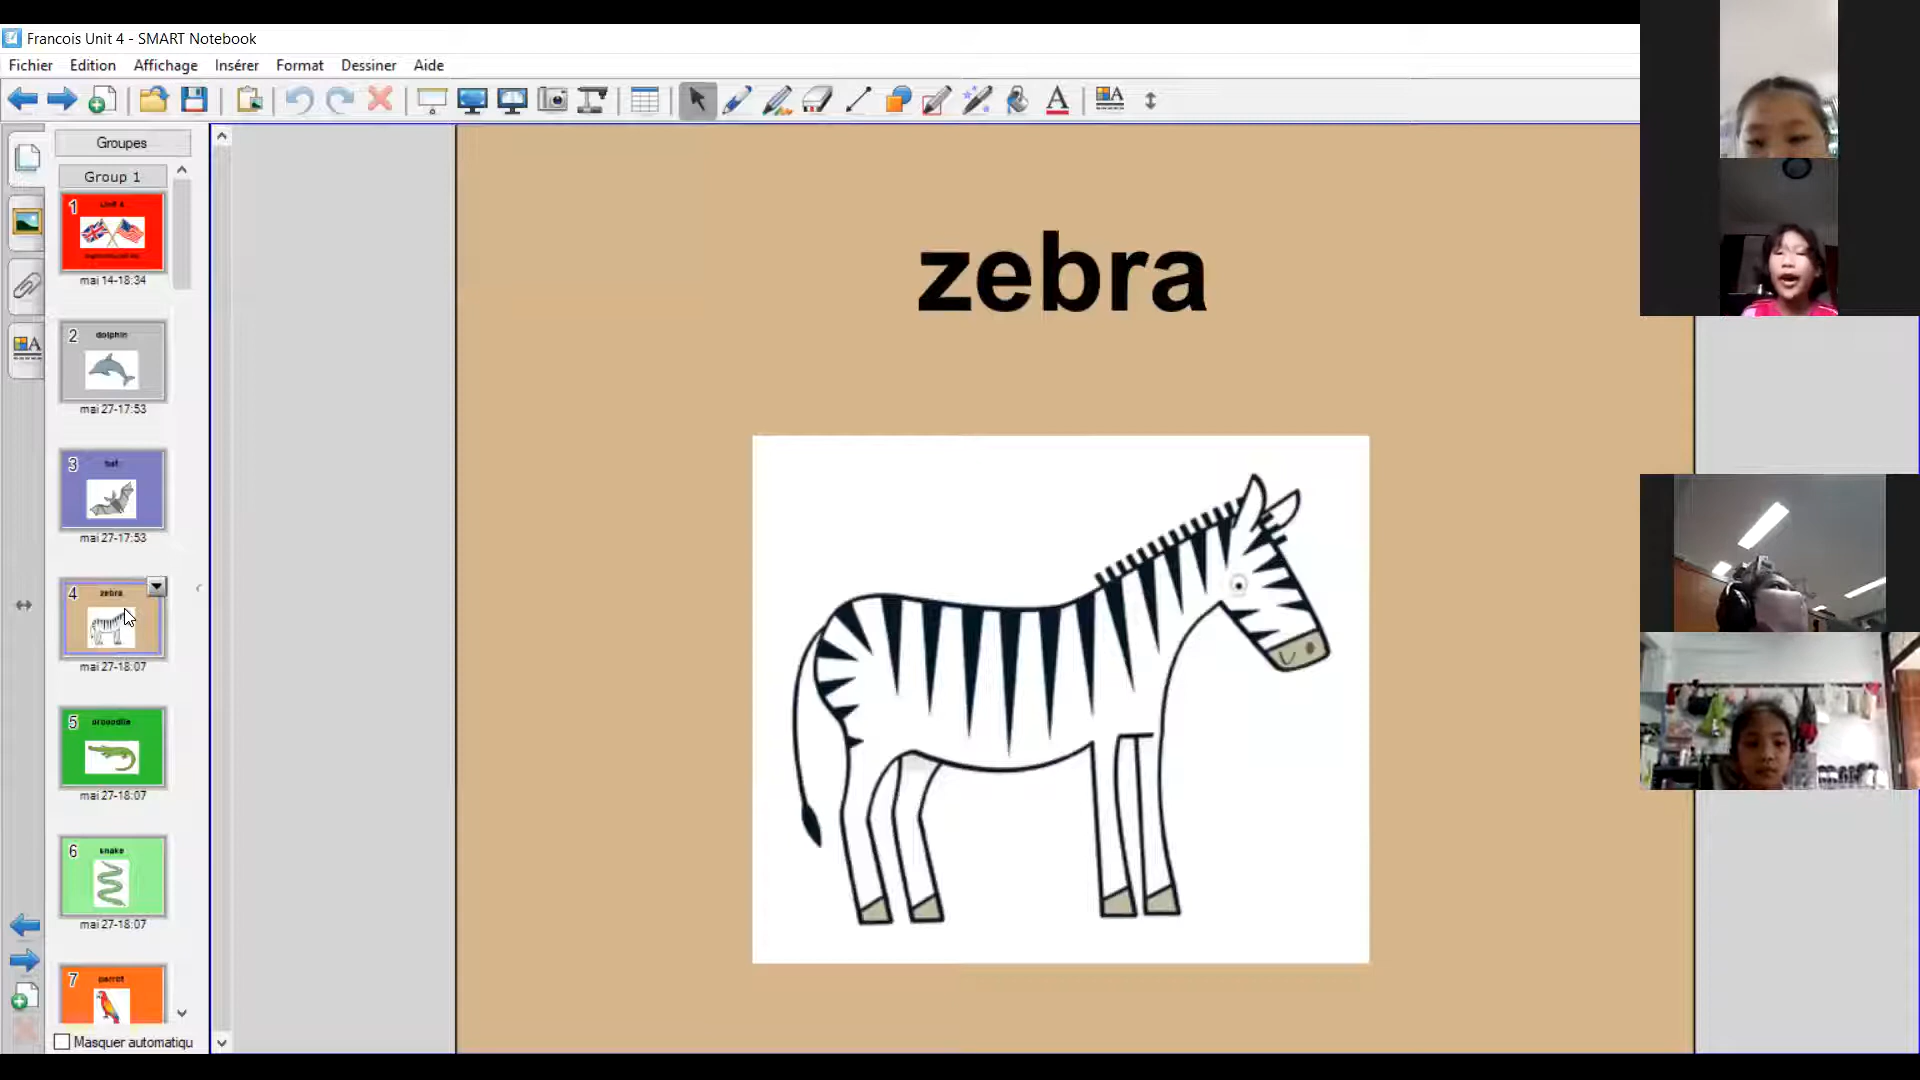 Francois Unit 4 - SMART Notebook
Fichier Edition Affichage Insérer Format Dessiner Aide
Groupes
Group 1
1
Unit 4
mai 14-18:34
2
dolphin
mai 27-17:53
3
bat
mai 27-17:53
4
zebra
mai 27-18:07
5
crocodile
mai 27-18:07
6
snake
mai 27-18:07
7
parrot
Masquer automatiqu
zebra